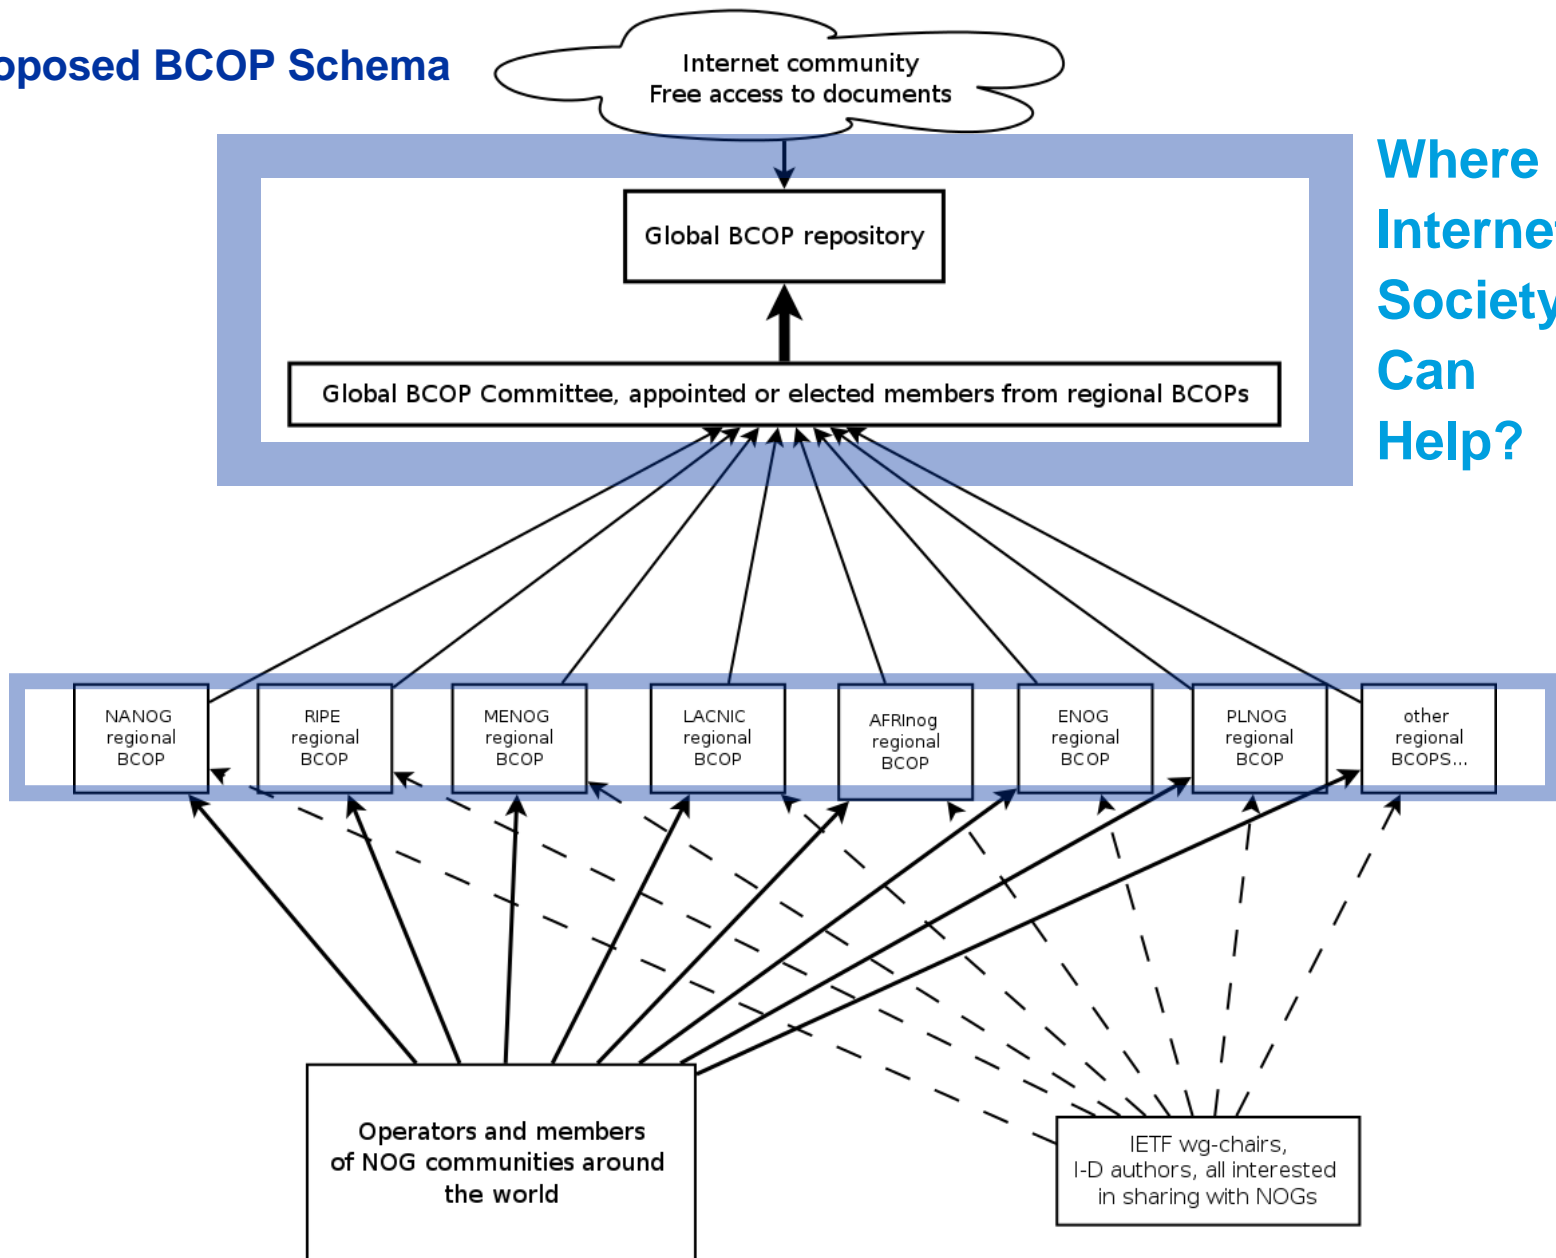 oposed BCOP Schema
Internet community
Free access to documents
Where
Internet
Society
Can
Help?
Global BCOP repository
Global BCOP Committee, appointed or elected members from regional BCOPs
NANOG
regional
BCOP
RIPE
regional
BCOP
MENOG
regional
BCOP
LACNIC
regional
BCOP
AFRInog
regional
BCOP
ENOG
regional
BCOP
PLNOG
regional
BCOP
other
regional
BCOPS...
Operators and members
of NOG communities around
the world
IETF wg-chairs,
I-D authors, all interested
in sharing with NOGs